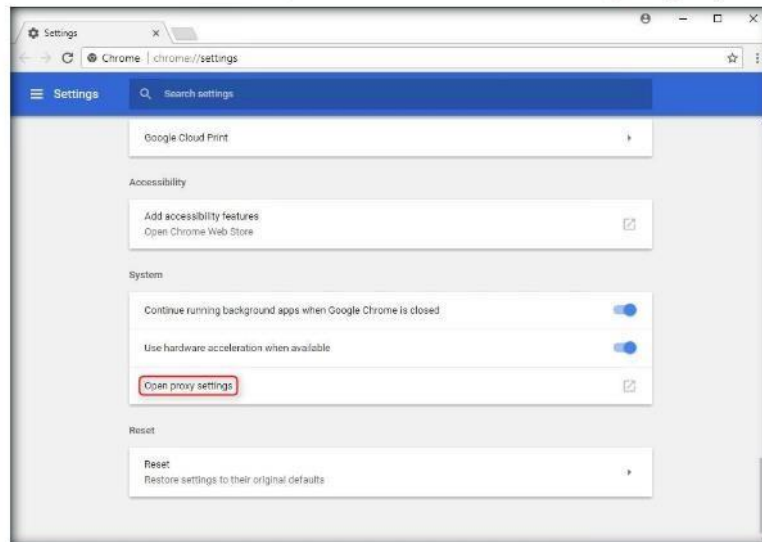 Settings
Chrome | chrome://settings
Settings
Search settings
Google Cloud Print
Accessibility
Add accessibility features
Open Chrome Web Store
System
Continue running background apps when Google Chrome is closed
Use hardware acceleration when available
Open proxy settings
Reset
Reset
Restore settings to their original defaults